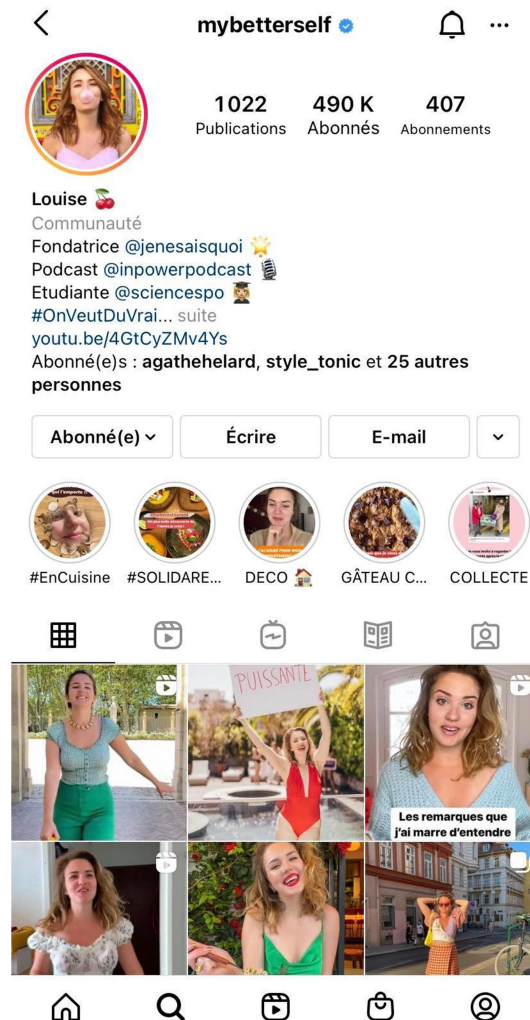 mybetterself
1022 490 K 407
Publications Abonnés Abonnements
Louise
Communauté
Fondatrice @jenesaisquoi
Podcast @inpowerpodcast
Etudiante @sciencespo
#OnVeutDuVrai... suite
youtu.be/4GtCyZMv4Ys
Abonné(e)s : agathehelard, style_tonic et 25 autres
personnes
Abonné(e) Écrire E-mail
#EnCuisine #SOLIDARE... DECO GÂTEAU C... COLLECTE
PUISSANTE
Les remarques que
j'ai marre d'entendre